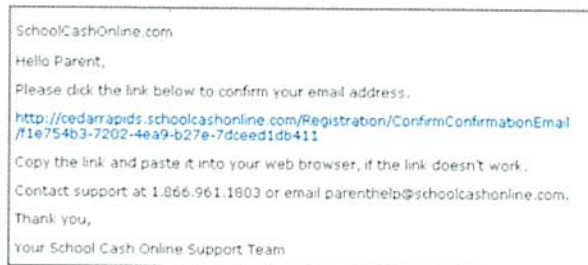 SchoolCashOnline.com
Hello Parent,
Please click the link below to confirm your email address.
http://cedarrapids.schoolcashonline.com/Registration/ConfirmConfirmationEmail
/f1e754b3-7202-4ea9-b27e-7dceed1db411
Copy the link and paste it into your web browser, if the link doesn't work.
Contact support at 1.866.961.1803 or email parenthelp@schoolcashonline.com.
Thank you,
Your School Cash Online Support Team